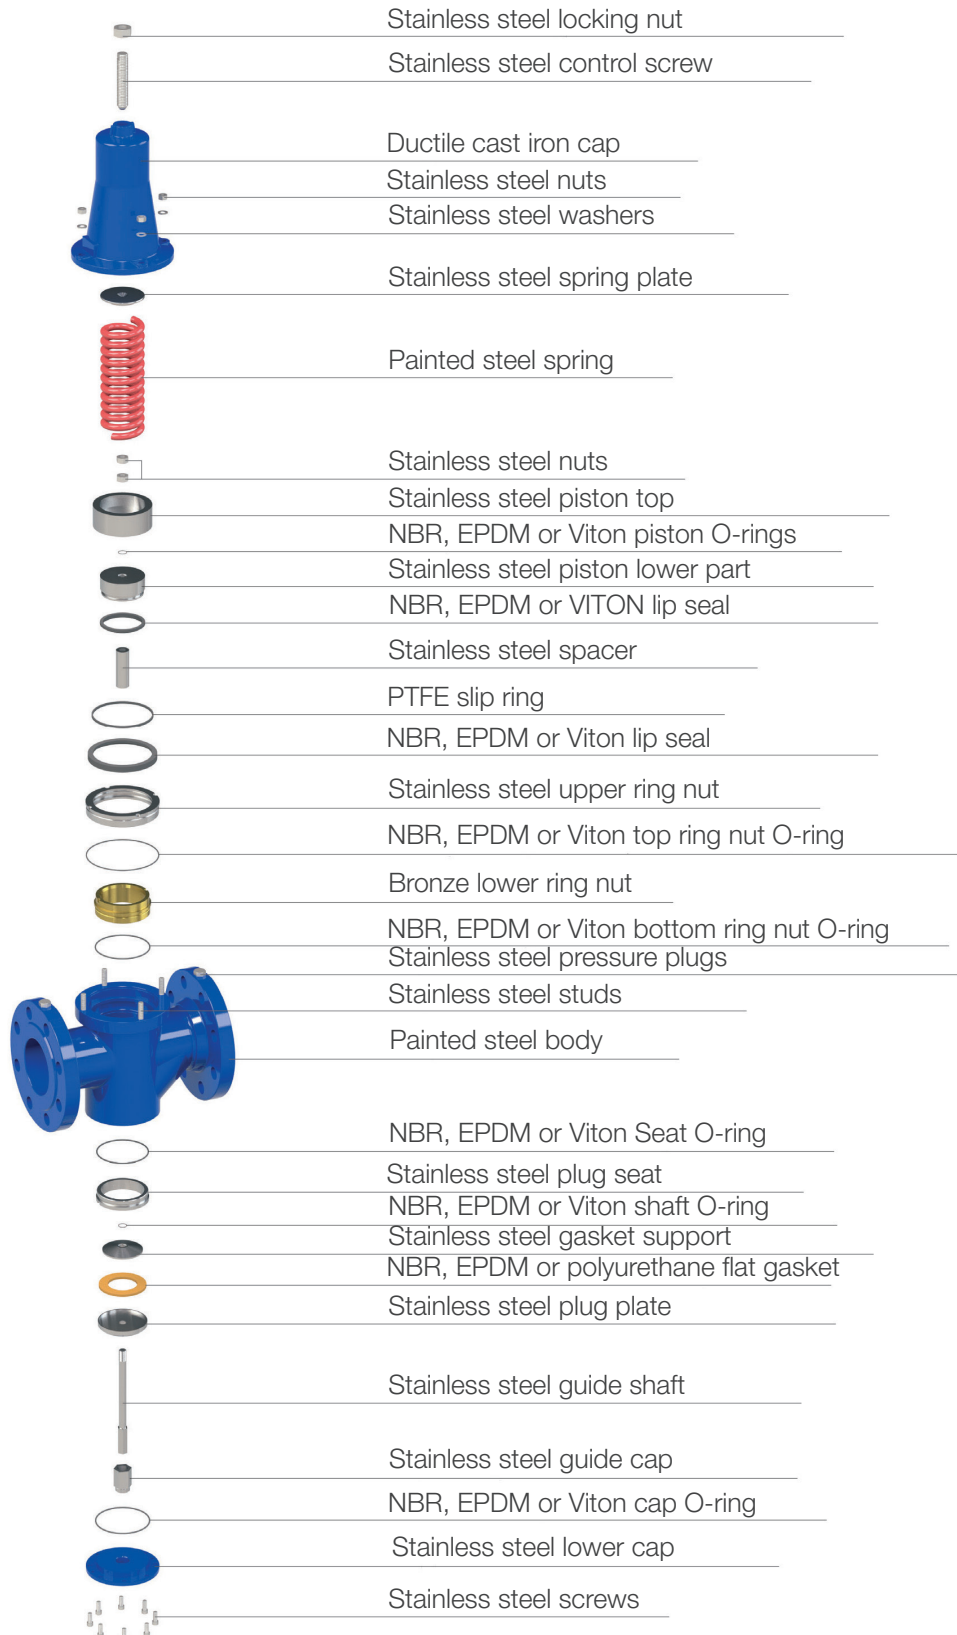 Stainless steel locking nut
Stainless steel control screw
Ductile cast iron cap
Stainless steel nuts
Stainless steel washers
Stainless steel spring plate
Painted steel spring
Stainless steel nuts
Stainless steel piston top
NBR, EPDM or Viton piston O-rings
Stainless steel piston lower part
NBR, EPDM or VITON lip seal
Stainless steel spacer
PTFE slip ring
NBR, EPDM or Viton lip seal
Stainless steel upper ring nut
NBR, EPDM or Viton top ring nut O-ring
Bronze lower ring nut
NBR, EPDM or Viton bottom ring nut O-ring
Stainless steel pressure plugs
Stainless steel studs
Painted steel body
NBR, EPDM or Viton Seat O-ring
Stainless steel plug seat
NBR, EPDM or Viton shaft O-ring
Stainless steel gasket support
NBR, EPDM or polyurethane flat gasket
Stainless steel plug plate
Stainless steel guide shaft
Stainless steel guide cap
NBR, EPDM or Viton cap O-ring
Stainless steel lower cap
Stainless steel screws